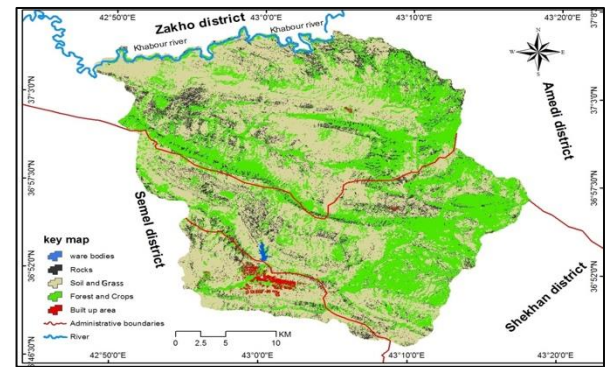 42°50'0"E 43°0'0"E 43°10'0"E 43°20'0"E
Zakho district
Khabour river Khabour river
N
W E
S
37°3'0"N
Amedi district
36°57'30"N
Semel district
36°52'0"N
Shekhan district
key map
ware bodies
Rocks
Soil and Grass
Forest and Crops
Built up area
Administrative boundaries
River
0 2.5 5 10 KM
42°50'0"E 43°0'0"E 43°10'0"E 43°20'0"E